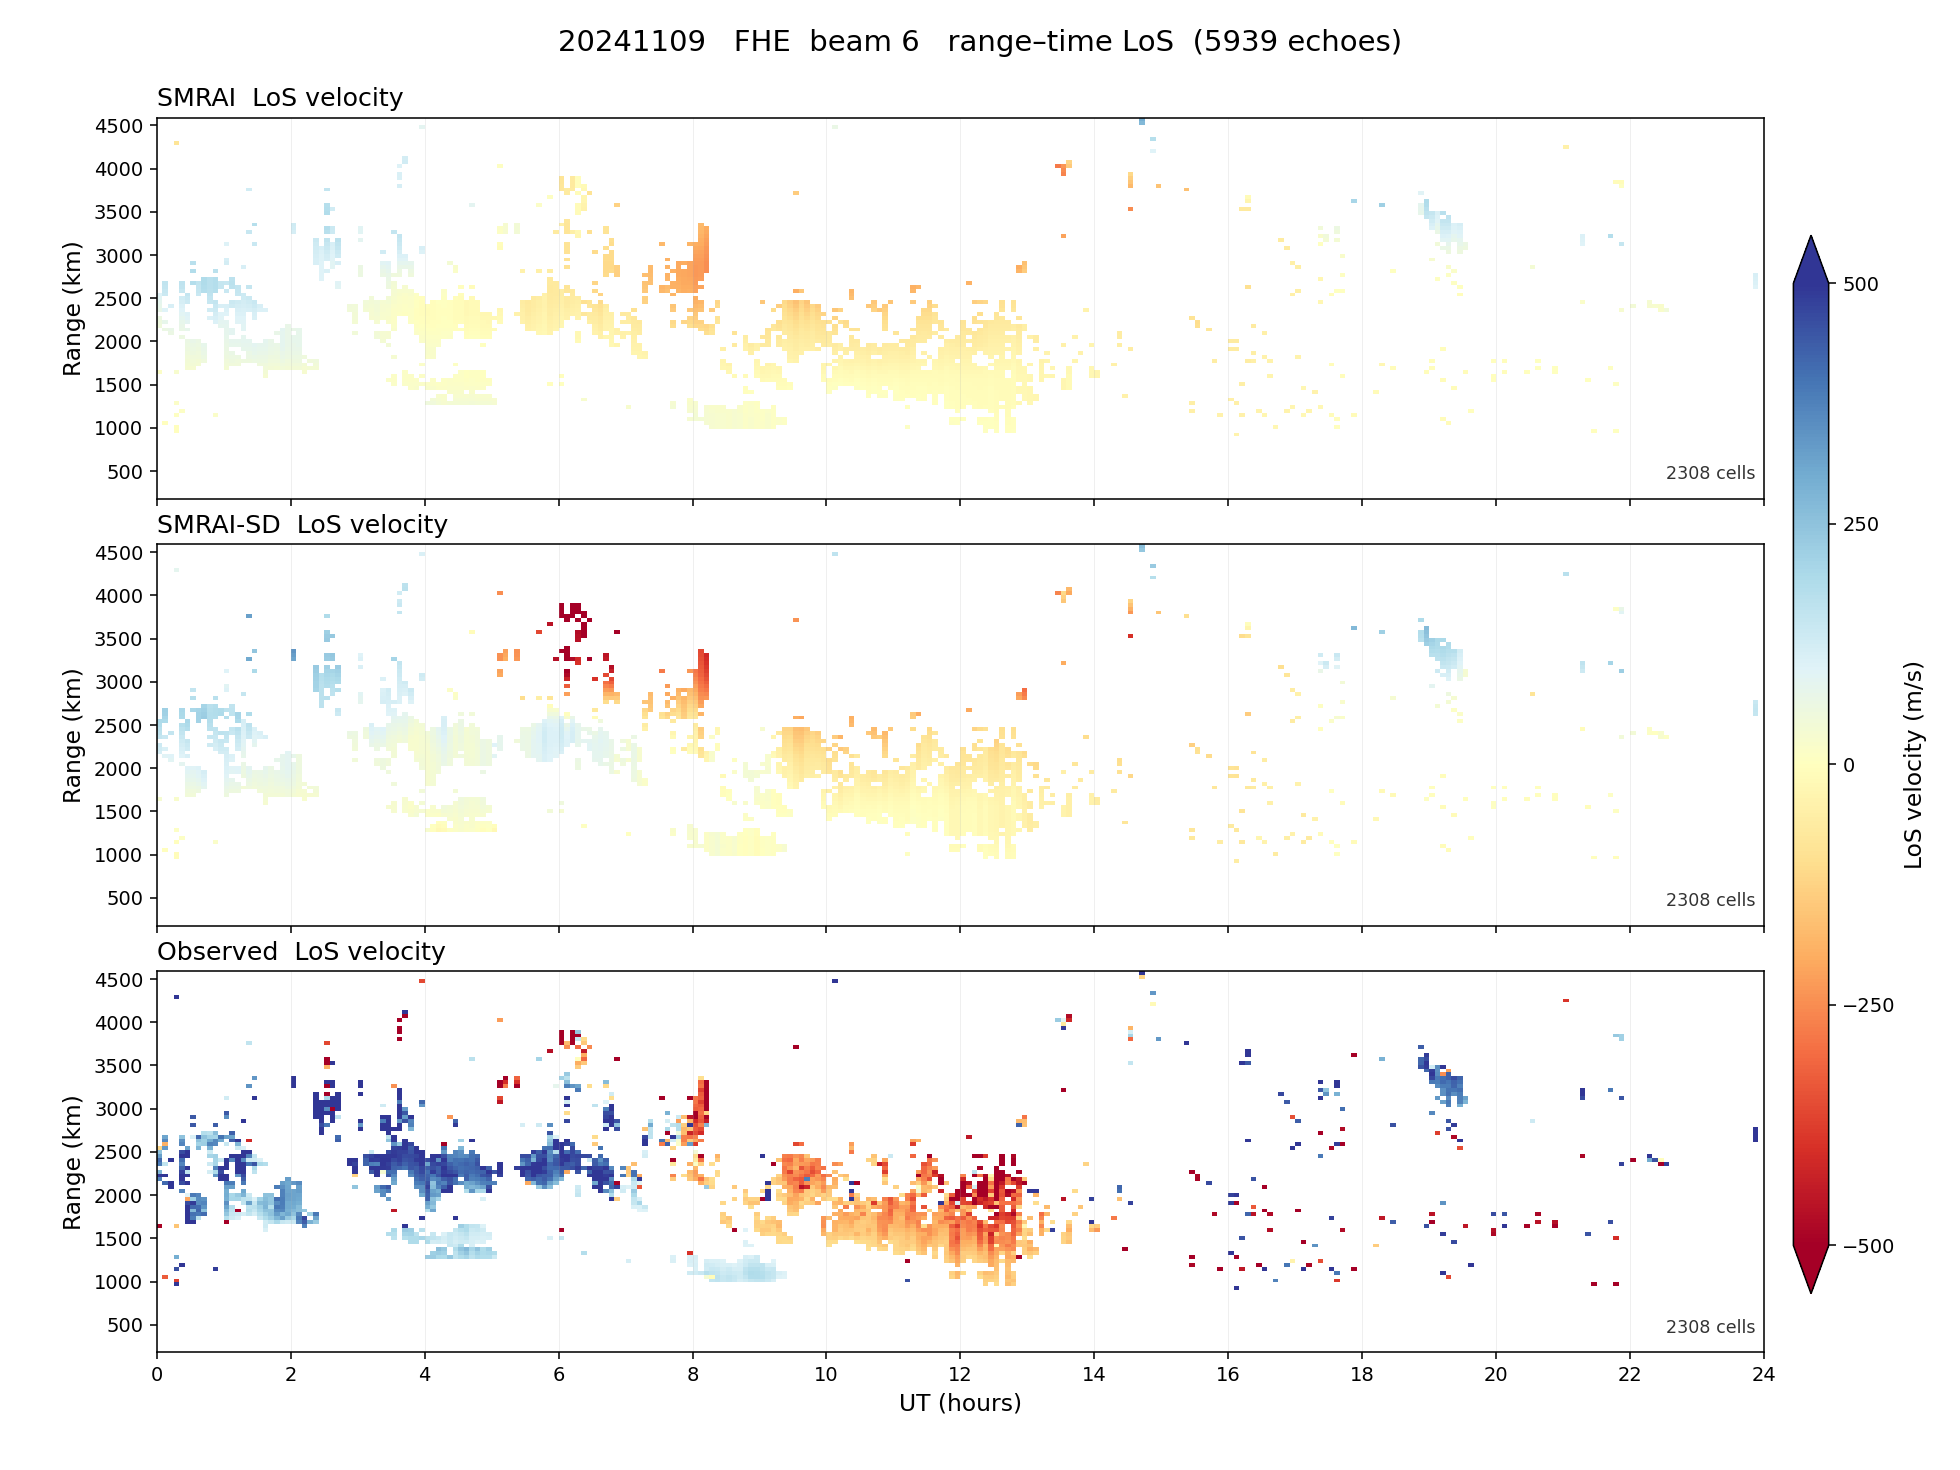 20241109   FHE  beam 6   range–time LoS  (5939 echoes)
SMRAI  LoS velocity
4500
4000
3500
3000
2500
2000
1500
1000
500
Range (km)
2308 cells
SMRAI-SD  LoS velocity
4500
4000
3500
3000
2500
2000
1500
1000
500
Range (km)
2308 cells
Observed  LoS velocity
4500
4000
3500
3000
2500
2000
1500
1000
500
Range (km)
2308 cells
0 2 4 6 8 10 12 14 16 18 20 22 24
UT (hours)
500
250
0
−250
−500
LoS velocity (m/s)